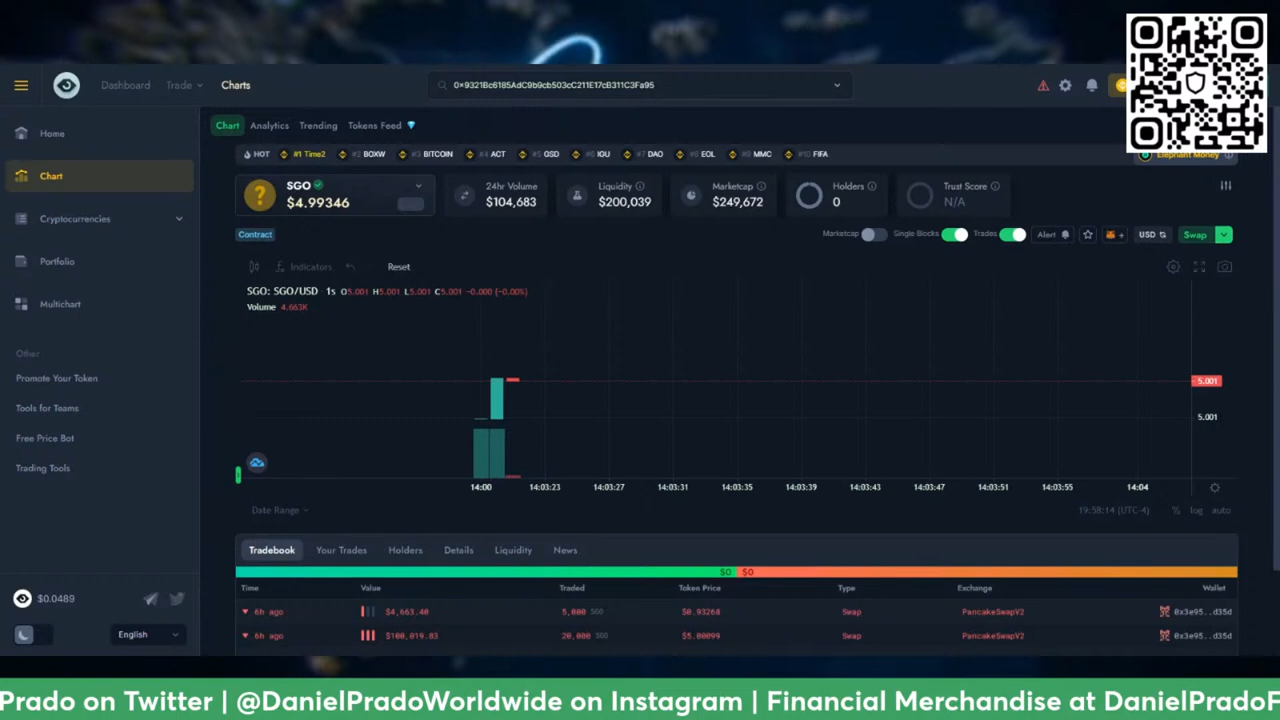 Dashboard Trade Charts
0x9321Bc6185AdC9b9cb503cC211E17cB311C3Fa95
Home
Chart
Cryptocurrencies
Portfolio
Multichart
Other
Promote Your Token
Tools for Teams
Free Price Bot
Trading Tools
$0.0489
English
Chart Analytics Trending Tokens Feed
HOT #1 Time2 #2 BOXW #3 BITCOIN #4 ACT #5 GSD #6 IGU #7 DAO #8 EOL #9 MMC #10 FIFA
Elephant Money
SGO
$4.99346
24hr Volume
$104,683
Liquidity
$200,039
Marketcap
$249,672
Holders
0
Trust Score
N/A
Contract
Marketcap Single Blocks Trades Alert USD Swap
Indicators Reset
SGO: SGO/USD 1s O5.001 H5.001 L5.001 C5.001 −0.000 (−0.00%)
Volume 4.663K
5.001
5.001
14:00 14:03:23 14:03:27 14:03:31 14:03:35 14:03:39 14:03:43 14:03:47 14:03:51 14:03:55 14:04
Date Range 19:58:14 (UTC-4) % log auto
Tradebook Your Trades Holders Details Liquidity News
$0 $0
Time Value Traded Token Price Type Exchange Wallet
6h ago $4,663.40 5,000 SGO $0.93268 Swap PancakeSwapV2 0x3e95..d35d
6h ago $100,019.83 20,000 SGO $5.00099 Swap PancakeSwapV2 0x3e95..d35d
Prado on Twitter | @DanielPradoWorldwide on Instagram | Financial Merchandise at DanielPradoF